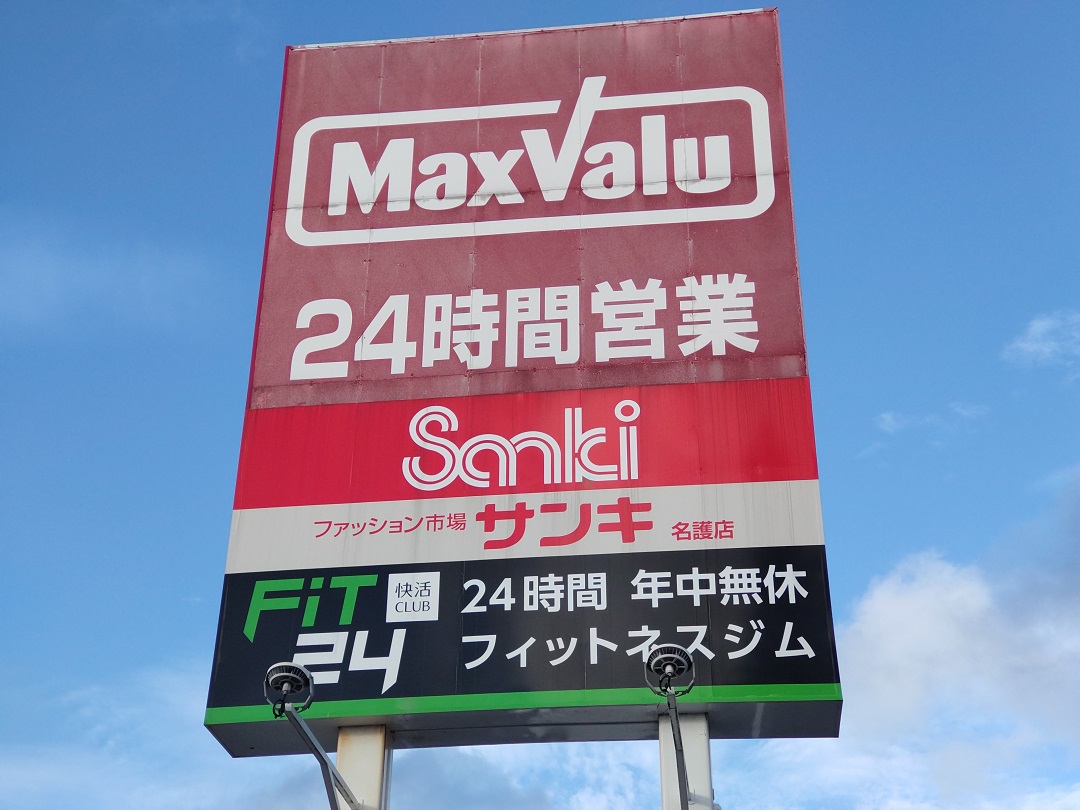 MaxValu
24時間営業
Sanki
ファッション市場 サンキ 名護店
FiT24 快活CLUB
24時間 年中無休
フィットネスジム